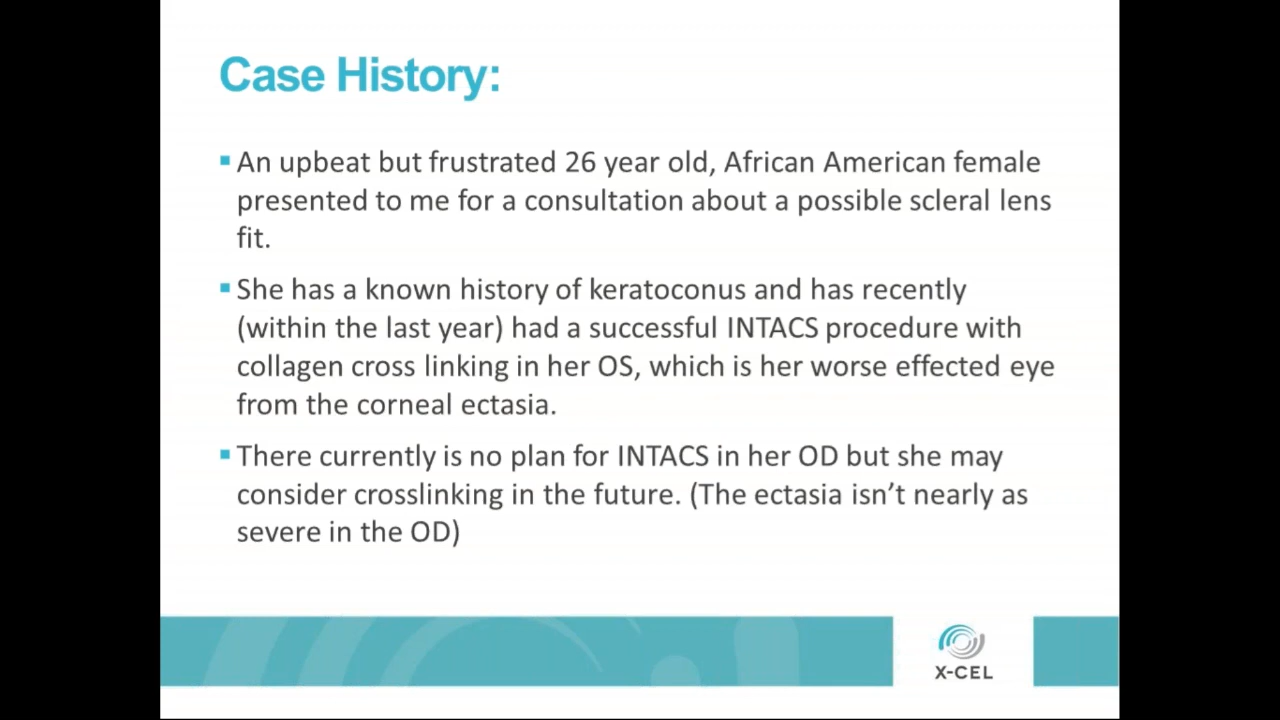 Case History:
▪ An upbeat but frustrated 26 year old, African American female
presented to me for a consultation about a possible scleral lens
fit.
▪ She has a known history of keratoconus and has recently
(within the last year) had a successful INTACS procedure with
collagen cross linking in her OS, which is her worse effected eye
from the corneal ectasia.
▪ There currently is no plan for INTACS in her OD but she may
consider crosslinking in the future. (The ectasia isn’t nearly as
severe in the OD)
X-CEL